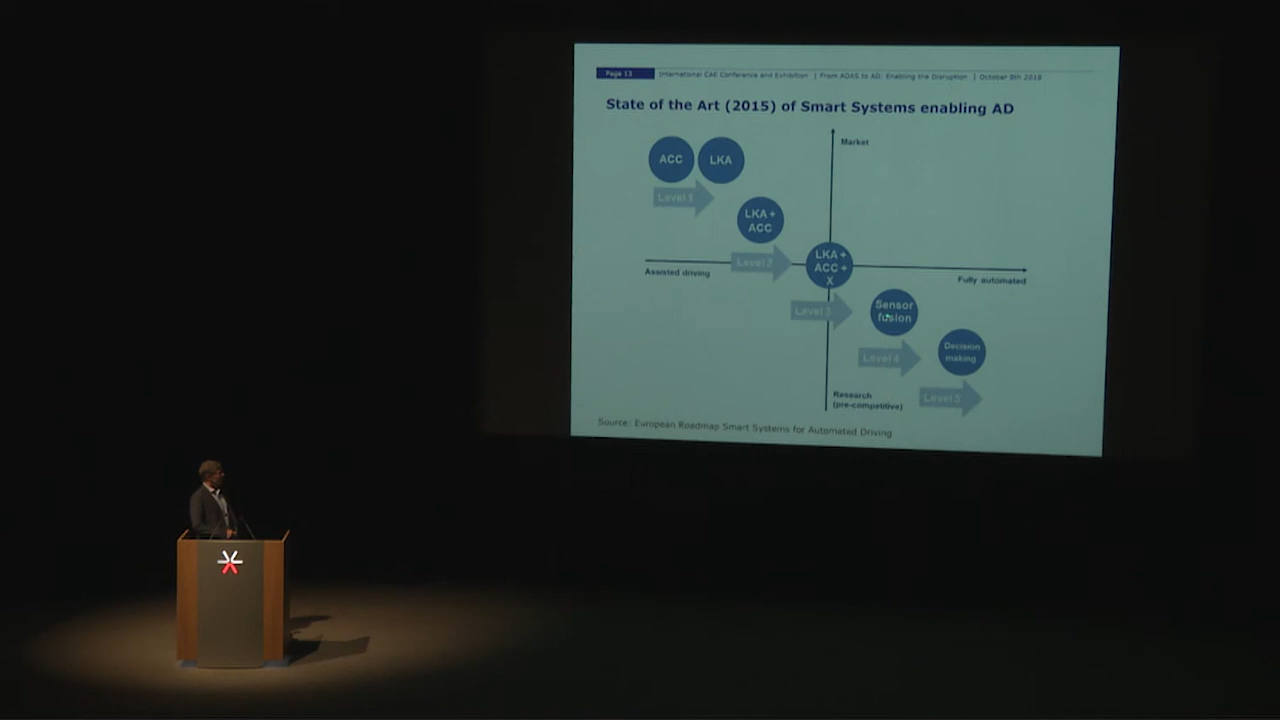 Page 13 International CAE Conference and Exhibition | From ADAS to AD: Enabling the Disruption | October 9th 2018
State of the Art (2015) of Smart Systems enabling AD
Market
ACC
LKA
Level 1
LKA +
ACC
Level 2
LKA +
ACC +
X
Assisted driving
Fully automated
Level 3
Sensor
fusion
Level 4
Decision
making
Level 5
Research
(pre-competitive)
Source: European Roadmap Smart Systems for Automated Driving